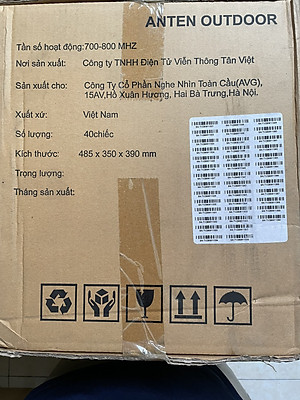 ANTEN OUTDOOR
Tần số hoạt động:700-800 MHZ
Nơi sản xuất: Công ty TNHH Điện Tử Viễn Thông Tân Việt
Sản xuất cho: Công Ty Cổ Phần Nghe Nhìn Toàn Cầu(AVG),
15AV,Hồ Xuân Hương, Hai Bà Trưng,Hà Nội.
Xuất xứ: Việt Nam
Số lượng: 40chiếc
Kích thước: 485 x 350 x 390 mm
Trọng lượng:
Tháng sản xuất: